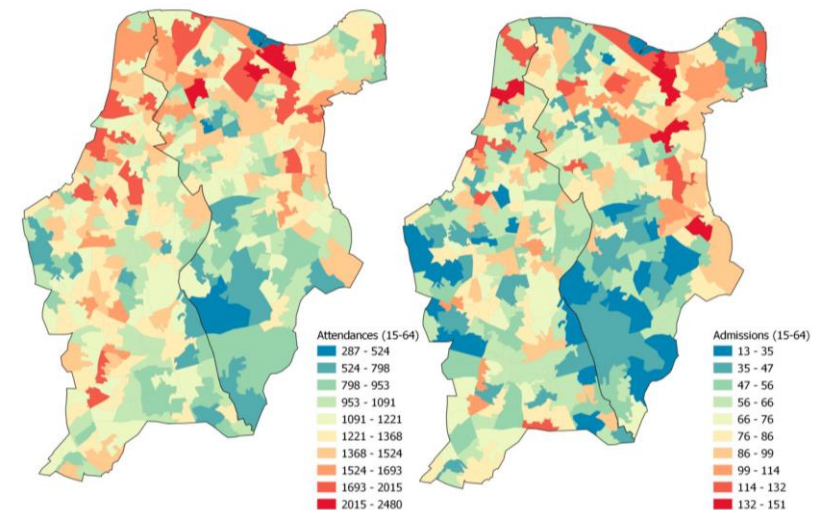 Attendances (15-64)
287 - 524
524 - 798
798 - 953
953 - 1091
1091 - 1221
1221 - 1368
1368 - 1524
1524 - 1693
1693 - 2015
2015 - 2480
Admissions (15-64)
13 - 35
35 - 47
47 - 56
56 - 66
66 - 76
76 - 86
86 - 99
99 - 114
114 - 132
132 - 151